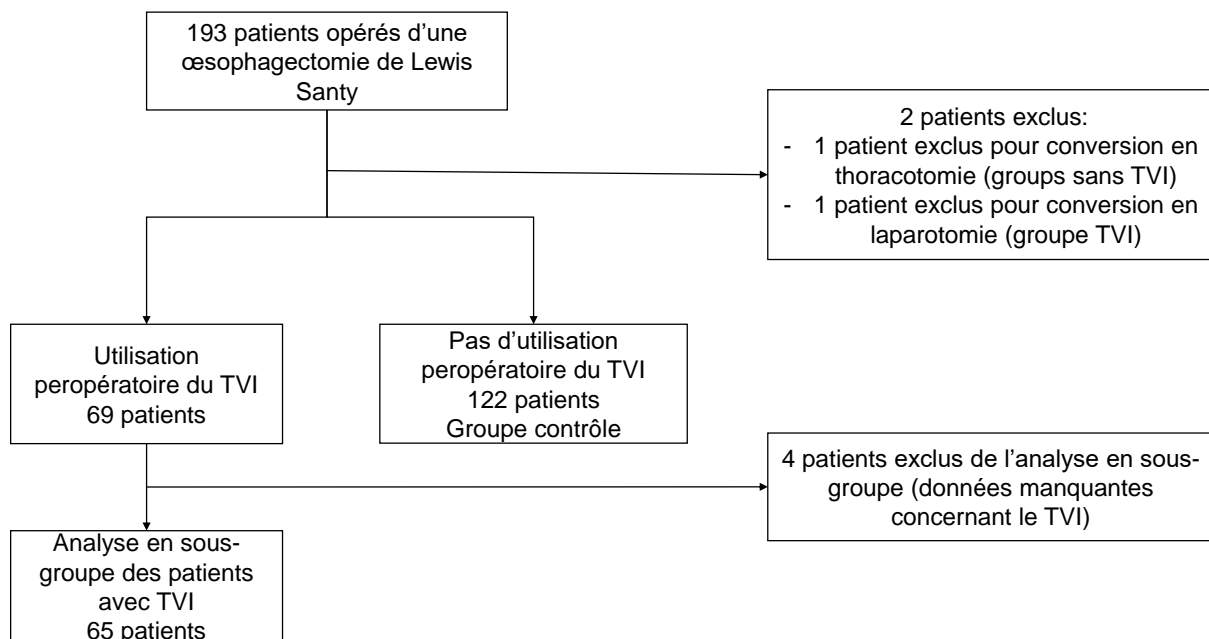 193 patients opérés d’une
œsophagectomie de Lewis
Santy
2 patients exclus:
- 1 patient exclus pour conversion en
thoracotomie (groups sans TVI)
- 1 patient exclus pour conversion en
laparotomie (groupe TVI)
Utilisation
peropératoire du TVI
69 patients
Pas d’utilisation
peropératoire du TVI
122 patients
Groupe contrôle
4 patients exclus de l’analyse en sous-
groupe (données manquantes
concernant le TVI)
Analyse en sous-
groupe des patients
avec TVI
65 patients